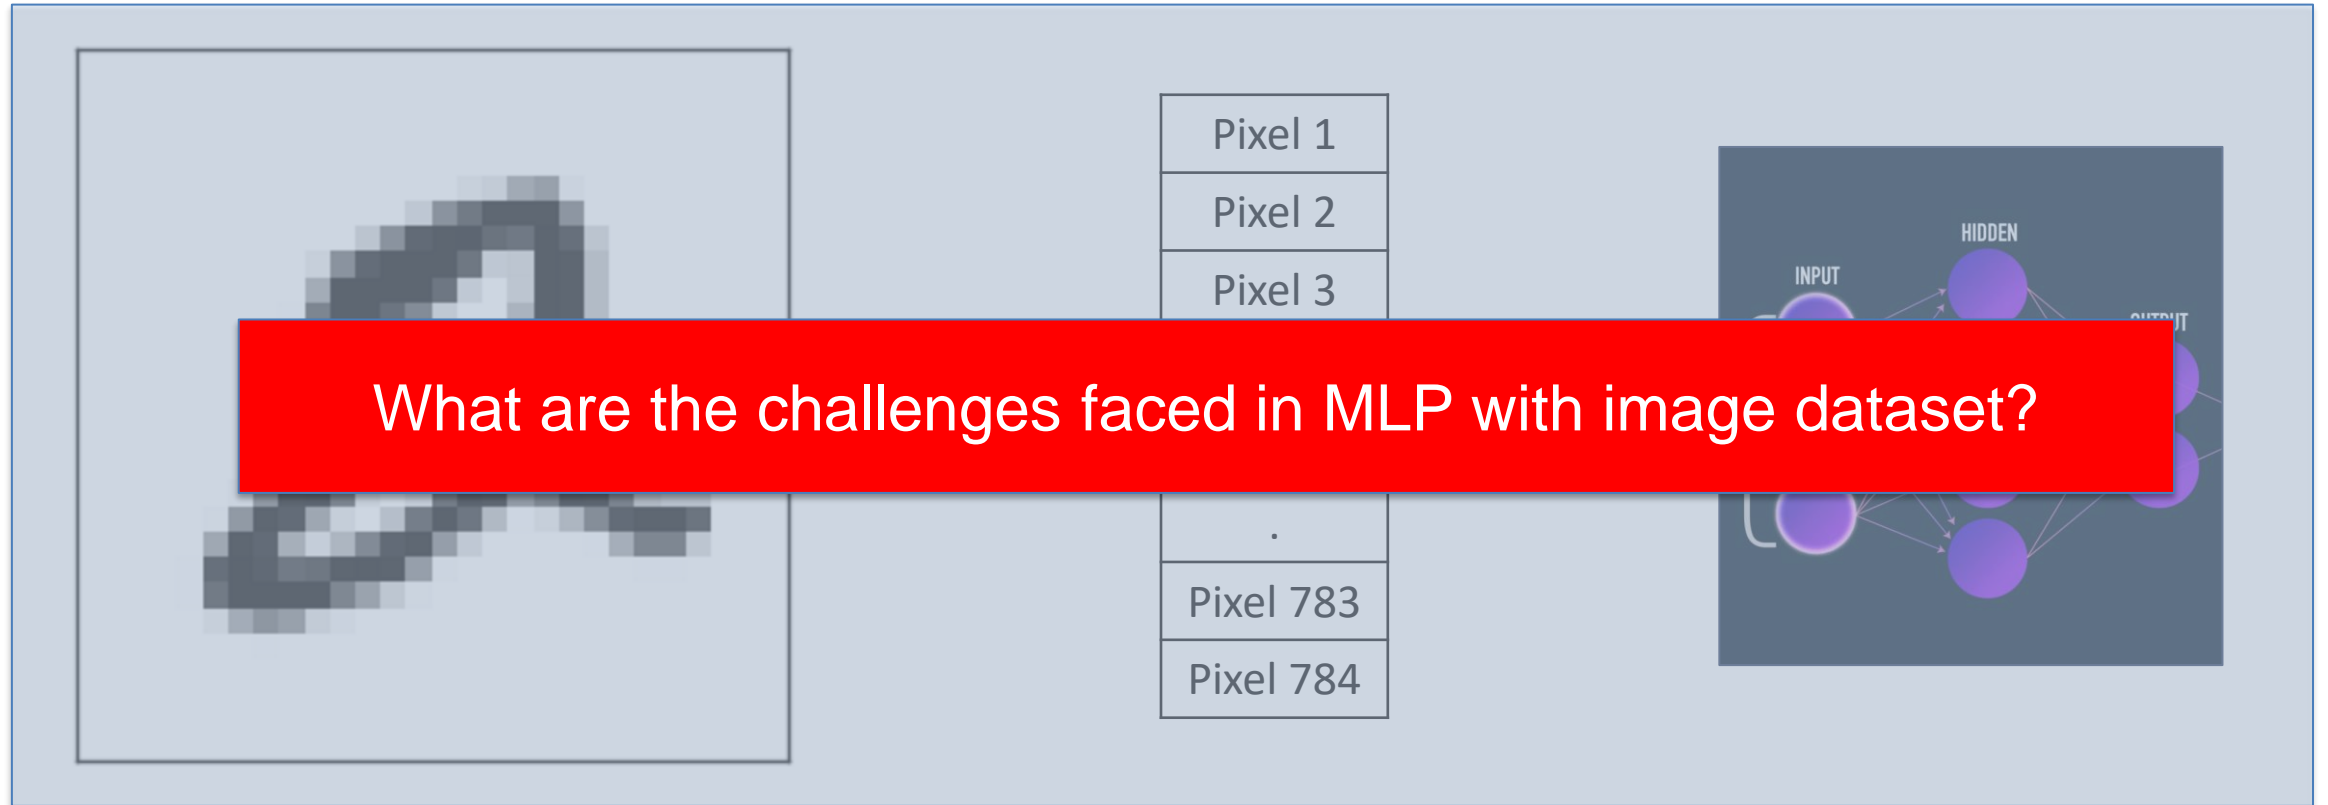 Pixel 1
Pixel 2
Pixel 3
.
Pixel 783
Pixel 784
HIDDEN
INPUT
OUTPUT
What are the challenges faced in MLP with image dataset?